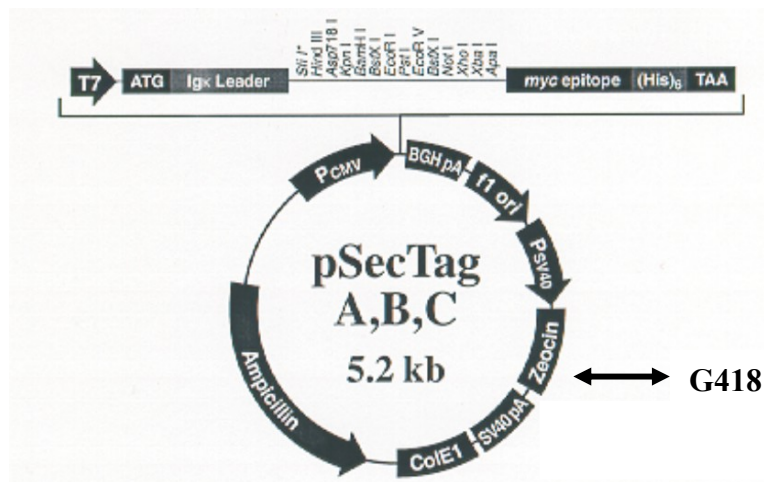 Sfi I*
Hind III
Asp718 I
Kpn I
BamH I
BstX I
EcoR I
Pst I
EcoR V
BstX I
Not I
Xho I
Xba I
Apa I
T7 ATG Igκ Leader myc epitope (His)6 TAA
PCMV
BGH pA
f1 ori
PSV40
pSecTag
A,B,C
5.2 kb
Zeocin
G418
Ampicillin
SV40 pA
ColE1